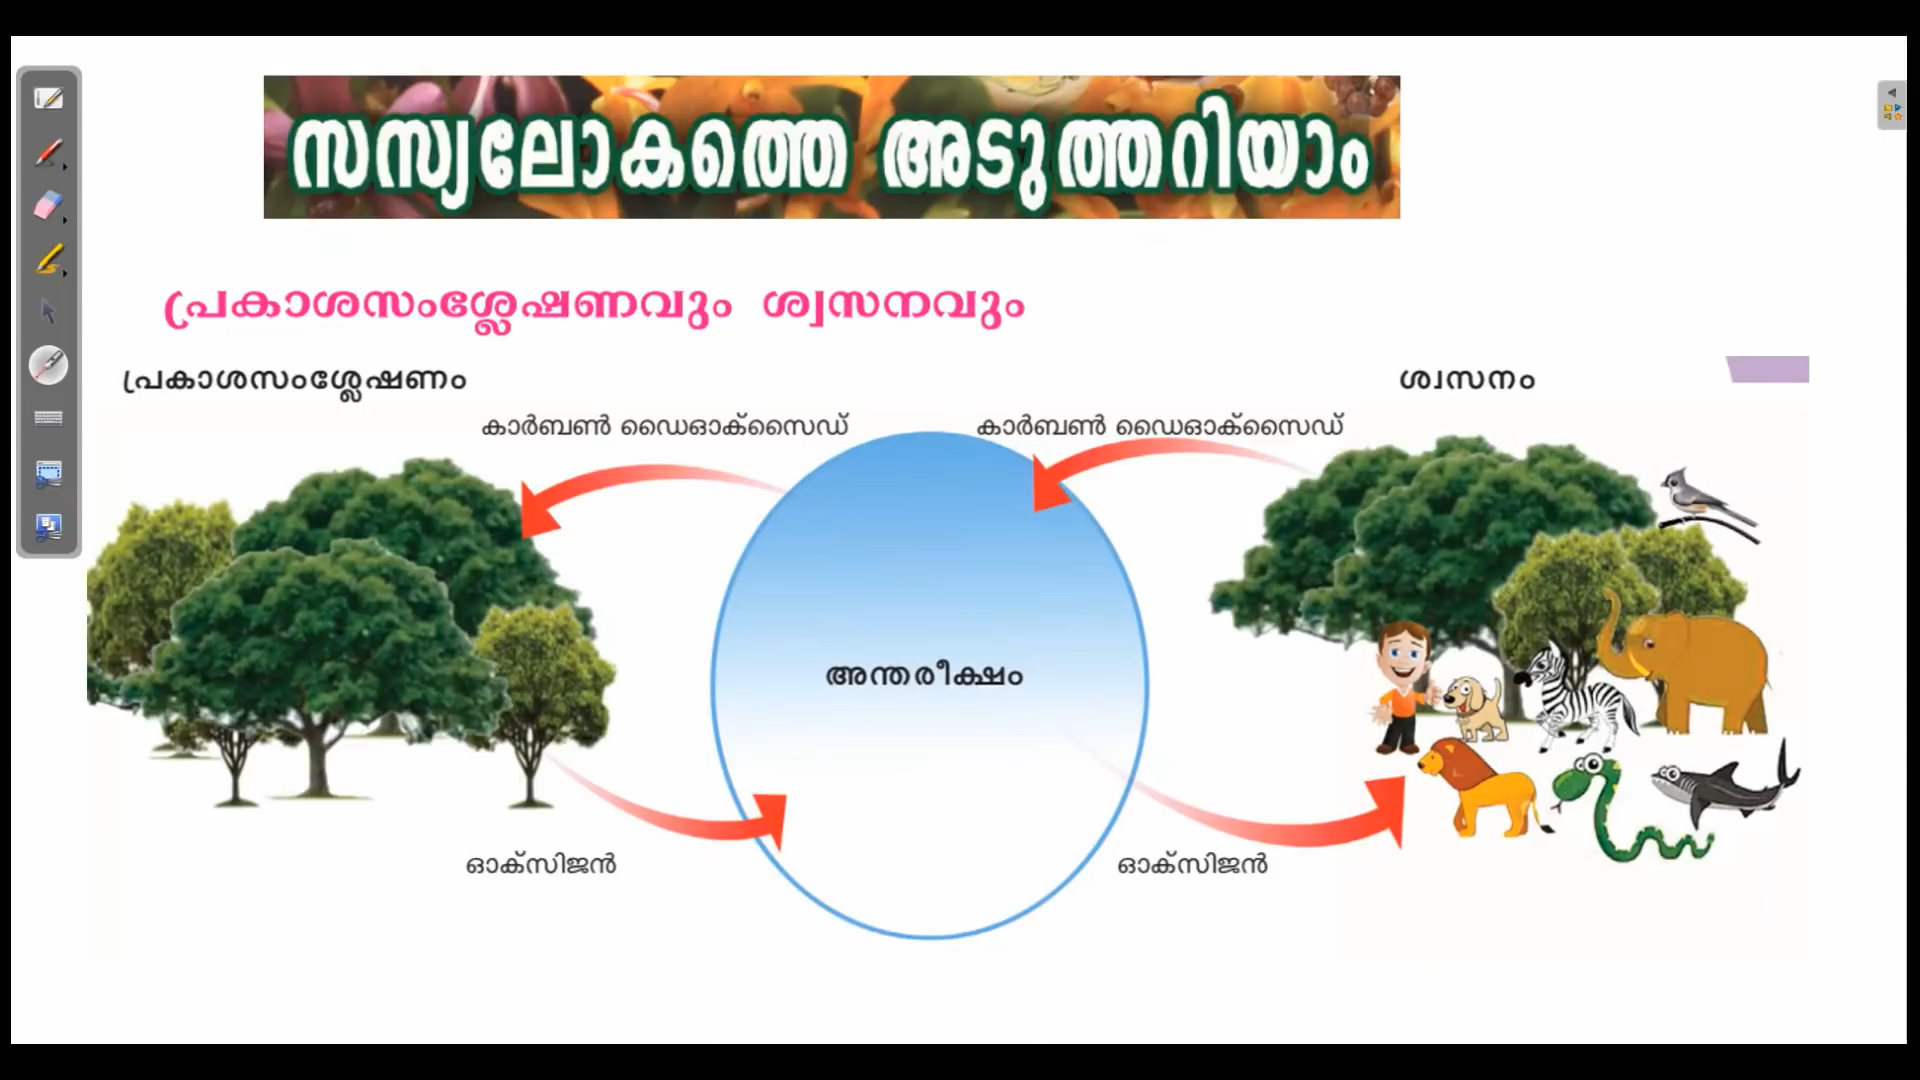 സസ്യലോകത്തെ അടുത്തറിയാം
പ്രകാശസംശ്ലേഷണവും ശ്വസനവും
പ്രകാശസംശ്ലേഷണം
ശ്വസനം
കാർബൺ ഡൈഓക്സൈഡ്
കാർബൺ ഡൈഓക്സൈഡ്
അന്തരീക്ഷം
ഓക്സിജൻ
ഓക്സിജൻ